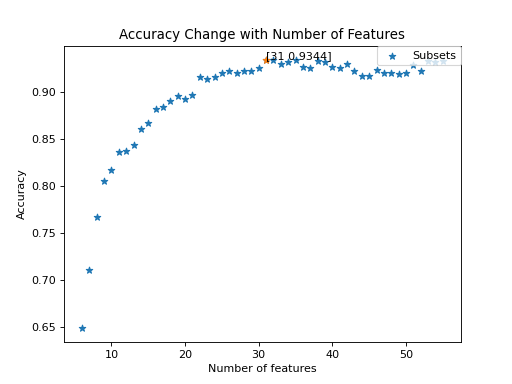 Accuracy Change with Number of Features
[31 0.9344]
Subsets
0.90
0.85
0.80
0.75
0.70
0.65
Accuracy
10 20 30 40 50
Number of features